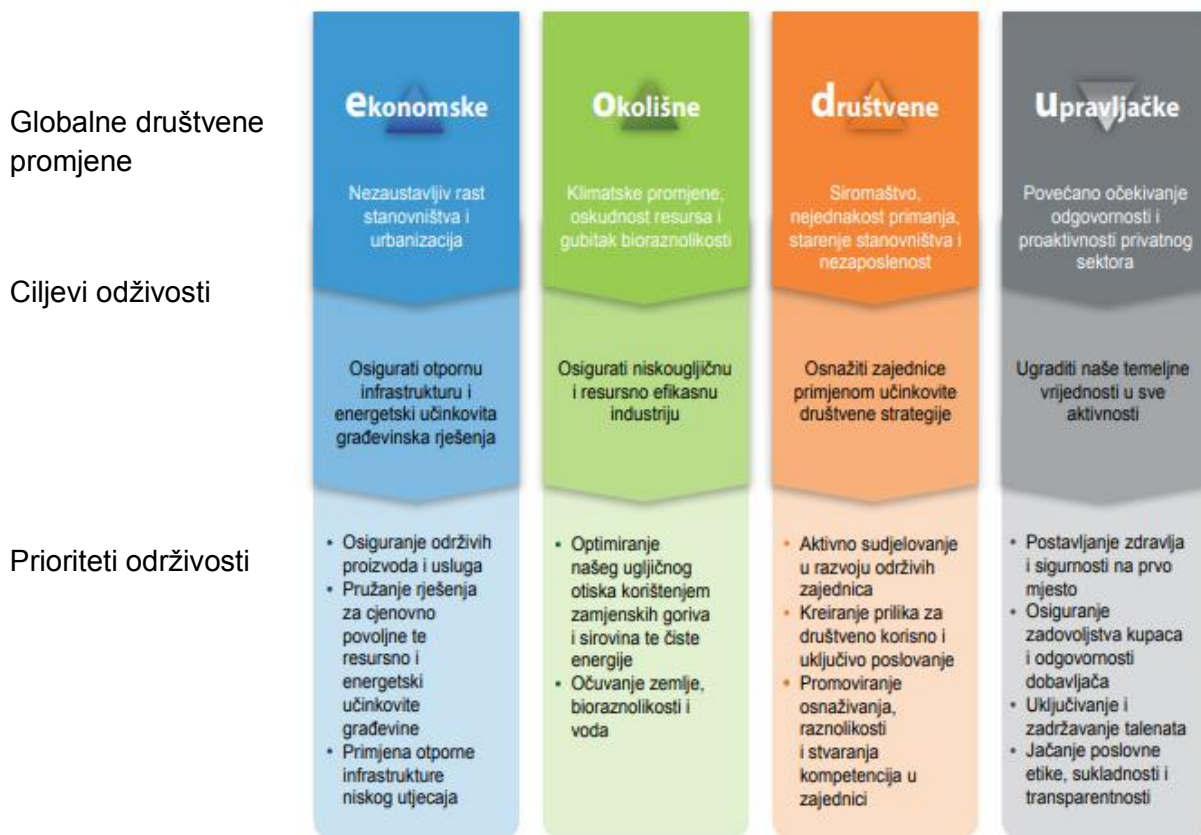 Globalne društvene
promjene
Ciljevi odživosti
Prioriteti održivosti
ekonomske
Nezaustavljiv rast
stanovništva i
urbanizacija
Osigurati otpornu
infrastrukturu i
energetski učinkovita
građevinska rješenja
• Osiguranje održivih
proizvoda i usluga
• Pružanje rješenja
za cjenovno
povoljne te
resursno i
energetski
učinkovite
građevine
• Primjena otporne
infrastrukture
niskog utjecaja
Okolišne
Klimatske promjene,
oskudnost resursa i
gubitak bioraznolikosti
Osigurati niskougljičnu
i resursno efikasnu
industriju
• Optimiranje
našeg ugljičnog
otiska korištenjem
zamjenskih goriva
i sirovina te čiste
energije
• Očuvanje zemlje,
bioraznolikosti i
voda
društvene
Siromaštvo,
nejednakost primanja,
starenje stanovništva i
nezaposlenost
Osnažiti zajednice
primjenom učinkovite
društvene strategije
• Aktivno sudjelovanje
u razvoju održivih
zajednica
• Kreiranje prilika za
društveno korisno i
uključivo poslovanje
• Promoviranje
osnaživanja,
raznolikosti
i stvaranja
kompetencija u
zajednici
upravljačke
Povećano očekivanje
odgovornosti i
proaktivnosti privatnog
sektora
Ugraditi naše temeljne
vrijednosti u sve
aktivnosti
• Postavljanje zdravlja
i sigurnosti na prvo
mjesto
• Osiguranje
zadovoljstva kupaca
i odgovornosti
dobavljača
• Uključivanje i
zadržavanje talenata
• Jačanje poslovne
etike, sukladnosti i
transparentnosti